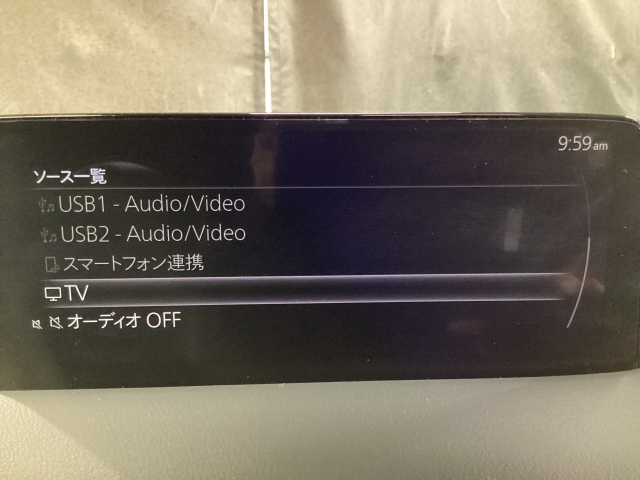 9:59am
ソース一覧
USB1 - Audio/Video
USB2 - Audio/Video
スマートフォン連携
TV
オーディオ OFF